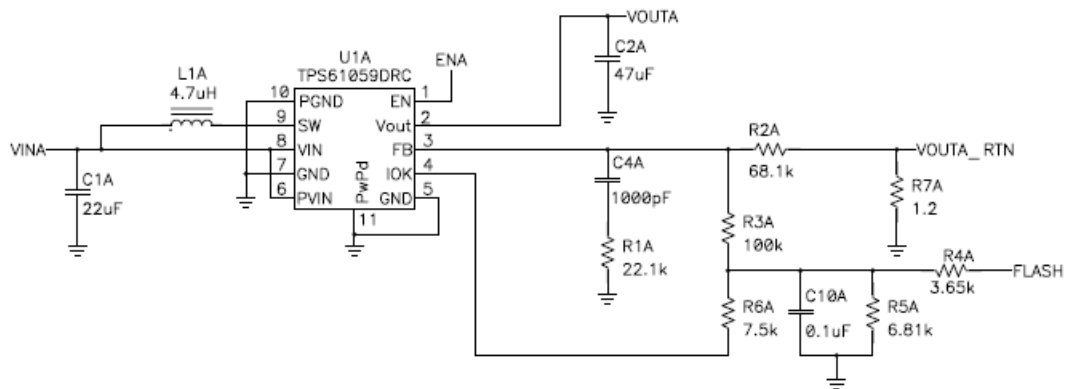 VOUTA
U1A
TPS61059DRC
ENA
C2A
47uF
L1A
4.7uH
10 PGND EN 1
9 SW Vout 2
VINA 8 VIN FB 3
7 GND IOK 4
6 PVIN GND 5
PwPd
11
C1A
22uF
R2A
68.1k
VOUTA_RTN
C4A
1000pF
R7A
1.2
R3A
100k
R1A
22.1k
R4A
3.65k
FLASH
R6A
7.5k
C10A
0.1uF
R5A
6.81k